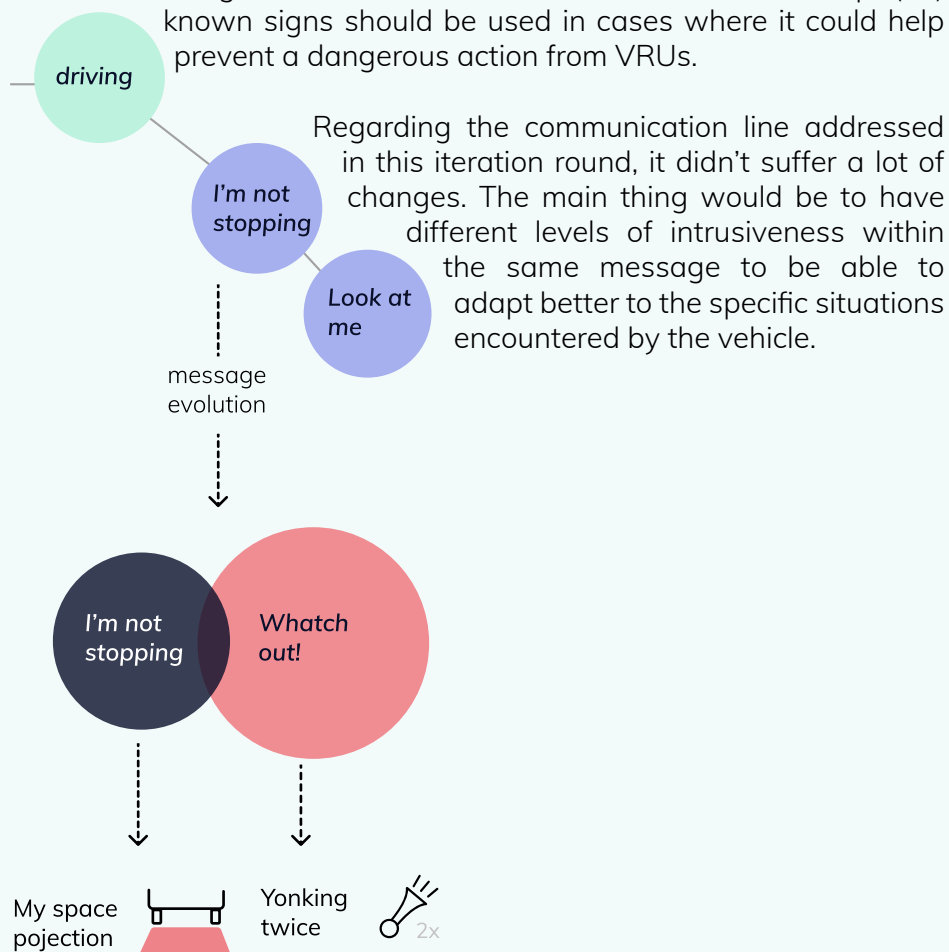 known signs should be used in cases where it could help
prevent a dangerous action from VRUs.
driving
Regarding the communication line addressed
in this iteration round, it didn't suffer a lot of
changes. The main thing would be to have
different levels of intrusiveness within
the same message to be able to
adapt better to the specific situations
encountered by the vehicle.
I'm not
stopping
Look at
me
message
evolution
I'm not
stopping
Whatch
out!
My space
pojection
Yonking
twice
2x